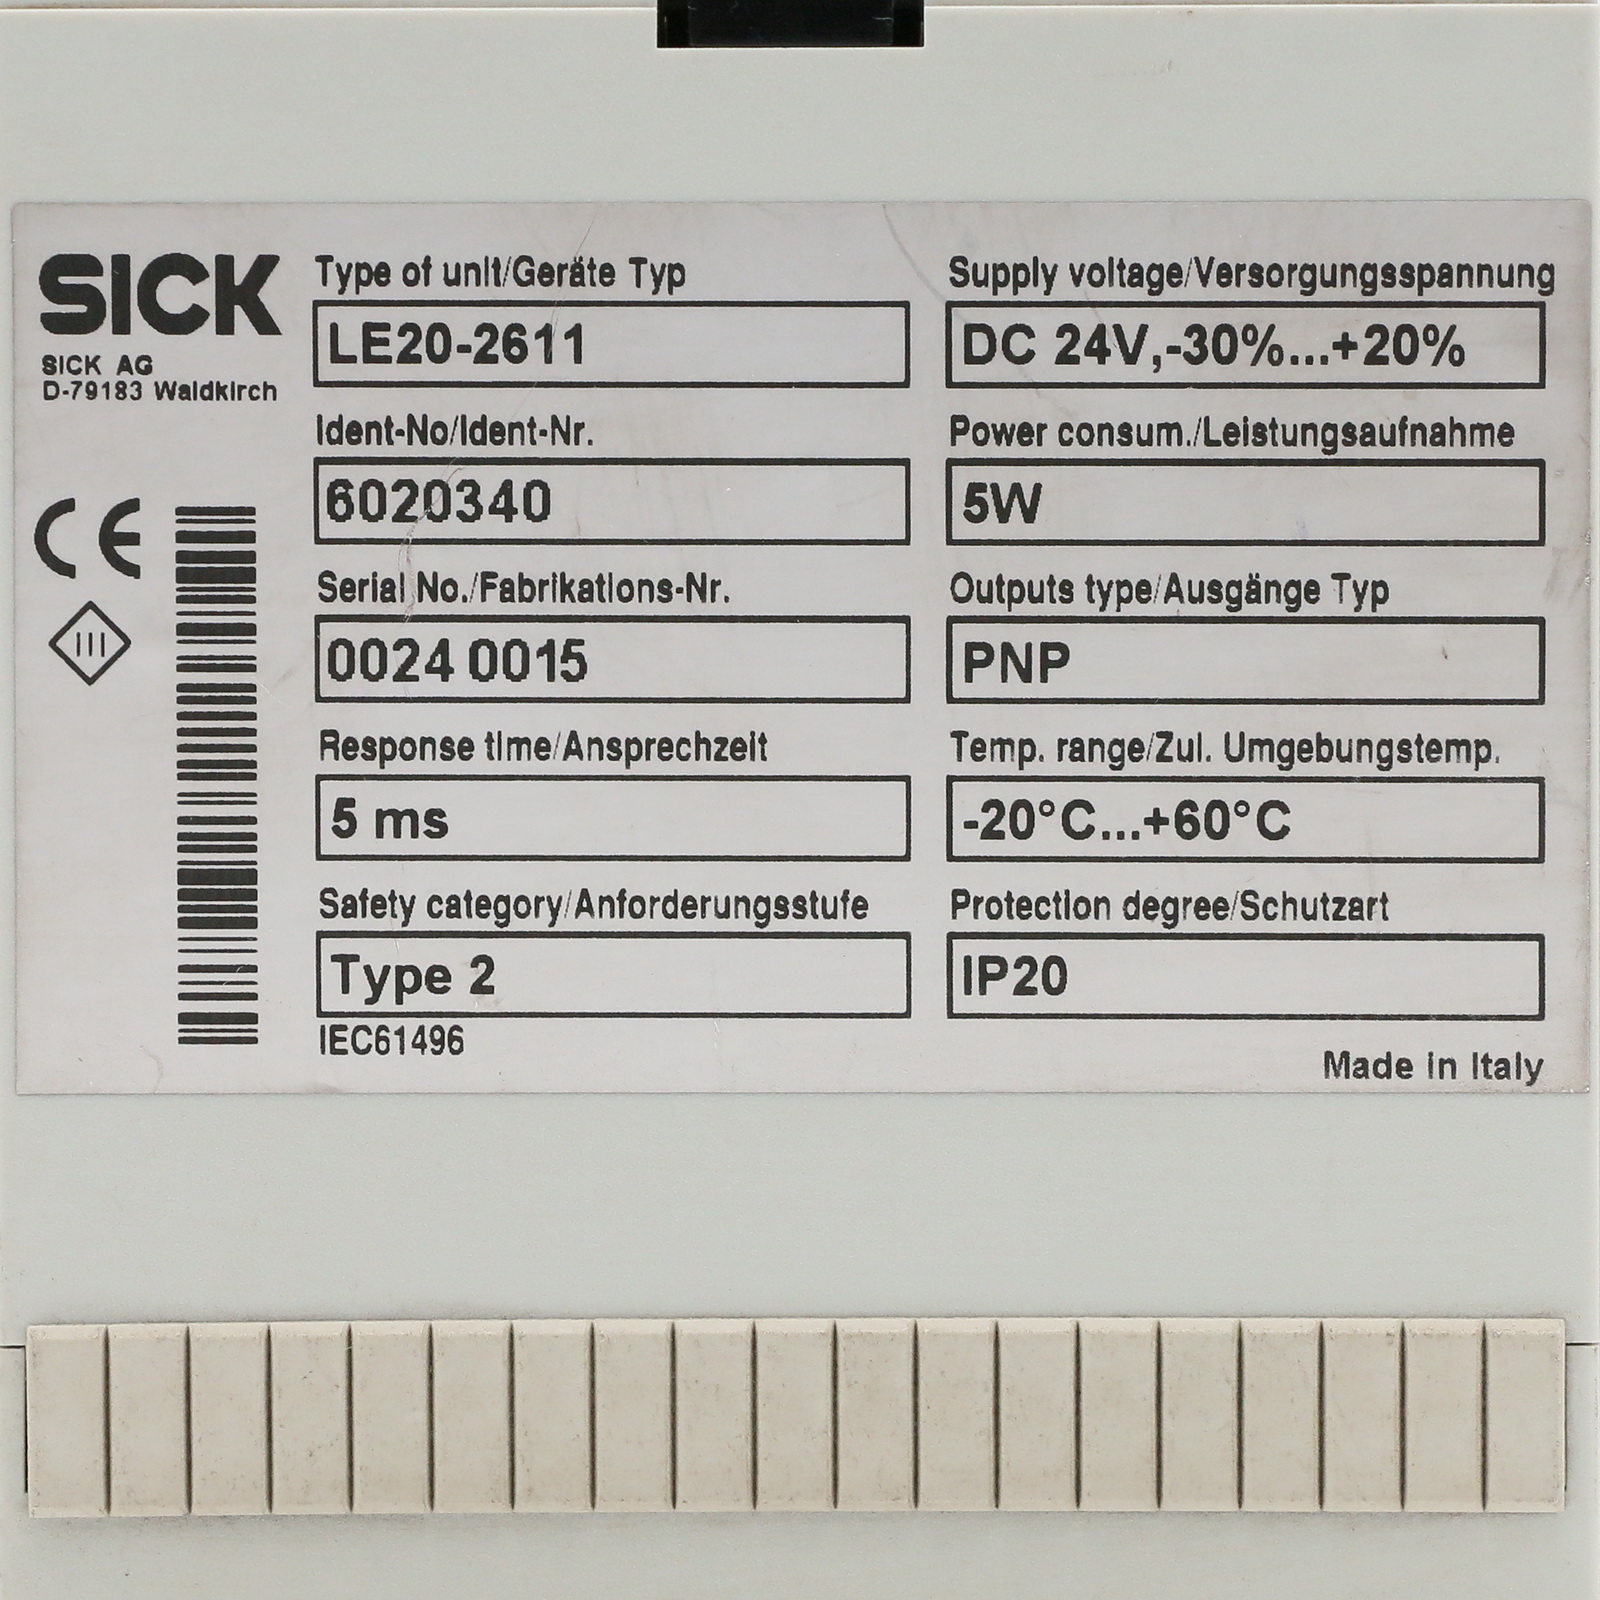 SICK
SICK AG
D-79183 Waldkirch
CE
III
Type of unit/Geräte Typ
LE20-2611
Ident-No/Ident-Nr.
6020340
Serial No./Fabrikations-Nr.
0024 0015
Response time/Ansprechzeit
5 ms
Safety category/Anforderungsstufe
Type 2
IEC61496
Supply voltage/Versorgungsspannung
DC 24V,-30%...+20%
Power consum./Leistungsaufnahme
5W
Outputs type/Ausgänge Typ
PNP
Temp. range/Zul. Umgebungstemp.
-20°C...+60°C
Protection degree/Schutzart
IP20
Made in Italy